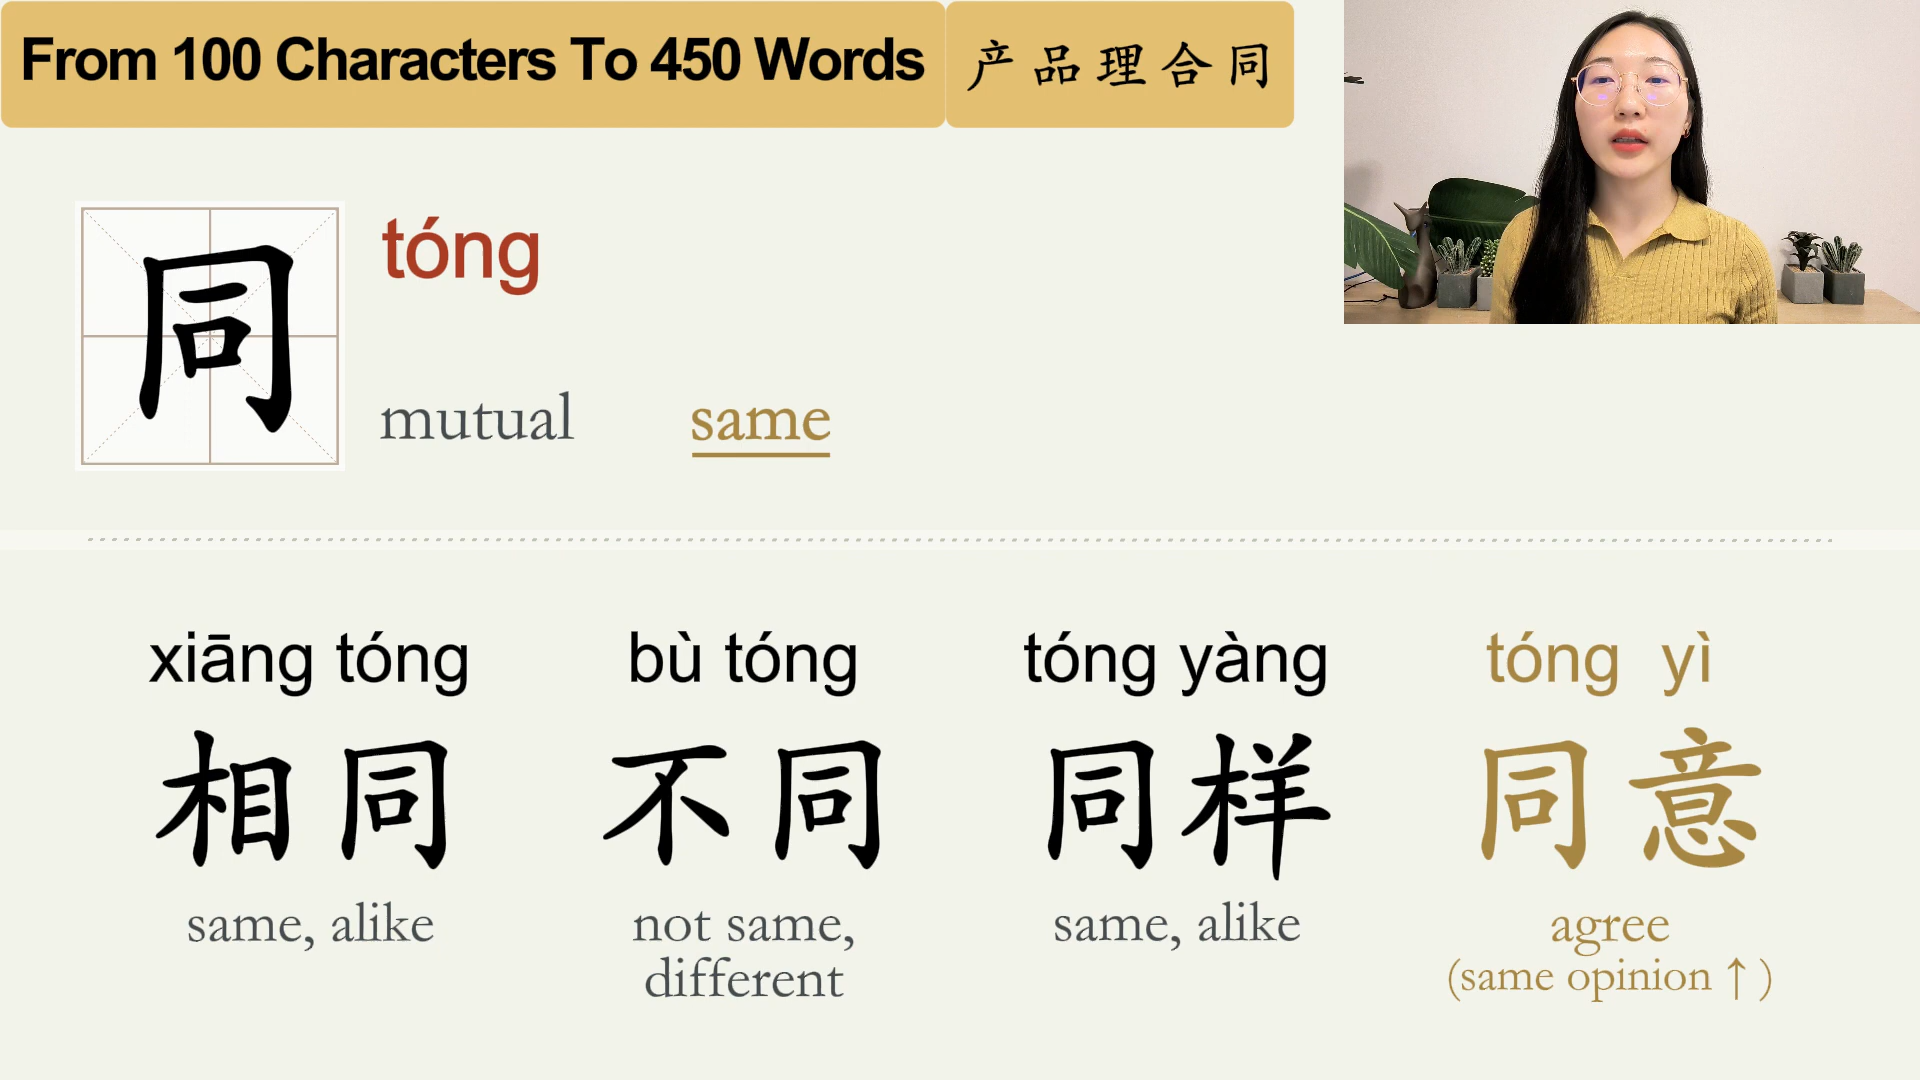 From 100 Characters To 450 Words
产品理合同
同
tóng
mutual
same
xiāng tóng
bù tóng
tóng yàng
tóng yì
相同
不同
同样
同意
same, alike
not same,
different
same, alike
agree
(same opinion ↑ )